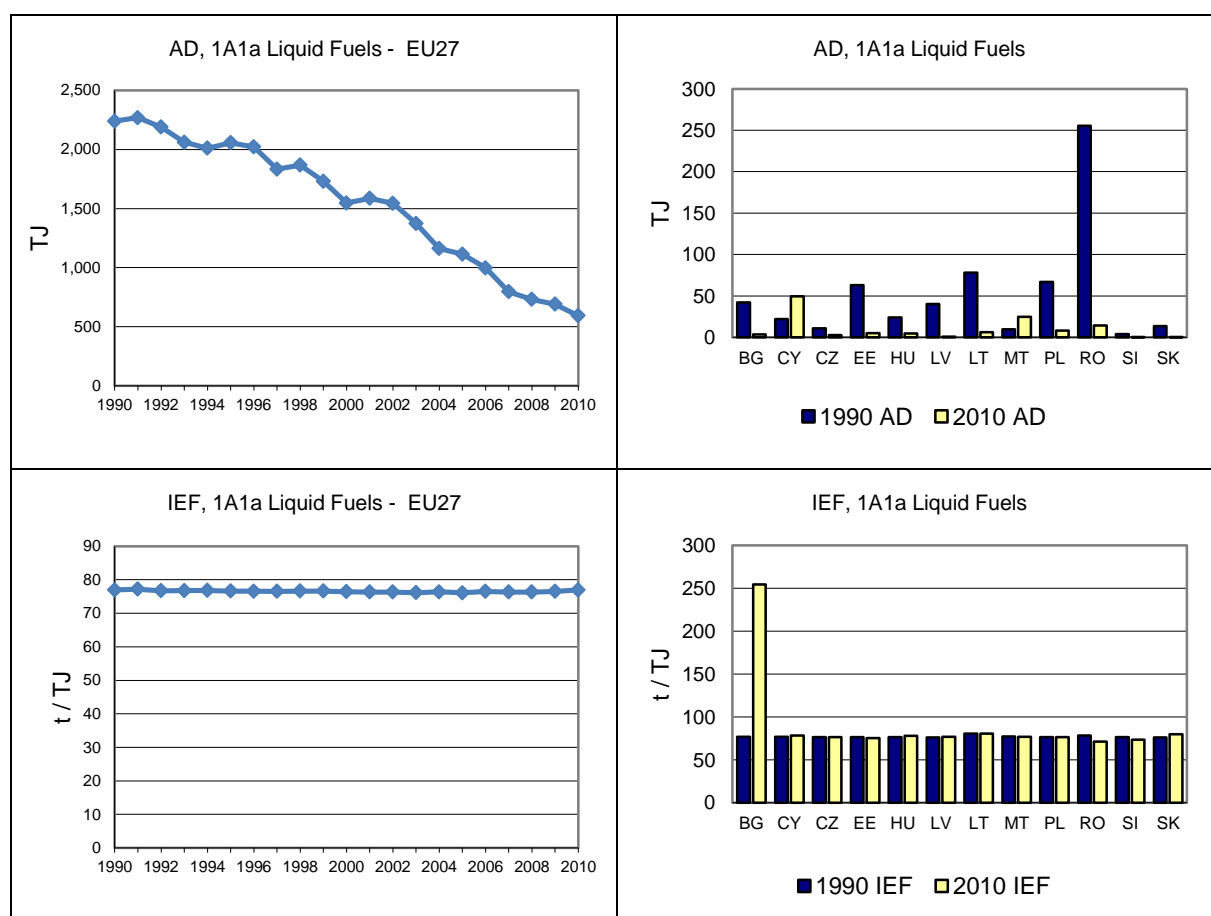 AD, 1A1a Liquid Fuels - EU27
2,500
2,000
1,500
1,000
500
0
TJ
1990 1992 1994 1996 1998 2000 2002 2004 2006 2008 2010
AD, 1A1a Liquid Fuels
300
250
200
150
100
50
0
TJ
BG CY CZ EE HU LV LT MT PL RO SI SK
1990 AD 2010 AD
IEF, 1A1a Liquid Fuels - EU27
90
80
70
60
50
40
30
20
10
0
t / TJ
1990 1992 1994 1996 1998 2000 2002 2004 2006 2008 2010
IEF, 1A1a Liquid Fuels
300
250
200
150
100
50
0
t / TJ
BG CY CZ EE HU LV LT MT PL RO SI SK
1990 IEF 2010 IEF